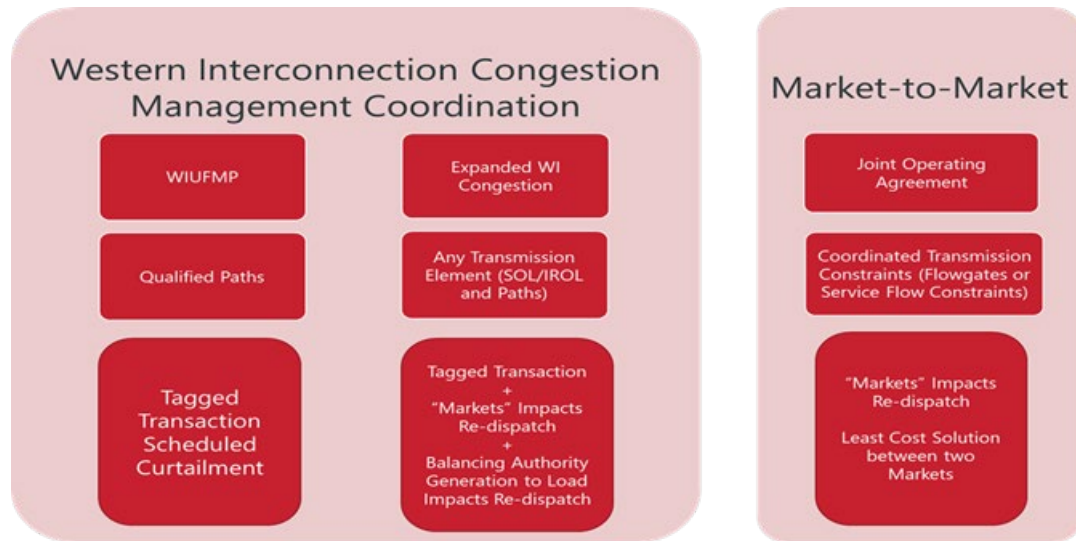 Western Interconnection Congestion
Management Coordination
WIUFMP
Qualified Paths
Tagged
Transaction
Scheduled
Curtailment
Expanded WI
Congestion
Any Transmission
Element (SOL/IROL
and Paths)
Tagged Transaction
+
“Markets” Impacts
Re-dispatch
+
Balancing Authority
Generation to Load
Impacts Re-dispatch
Market-to-Market
Joint Operating
Agreement
Coordinated Transmission
Constraints (Flowgates or
Service Flow Constraints)
“Markets” Impacts
Re-dispatch
Least Cost Solution
between two
Markets